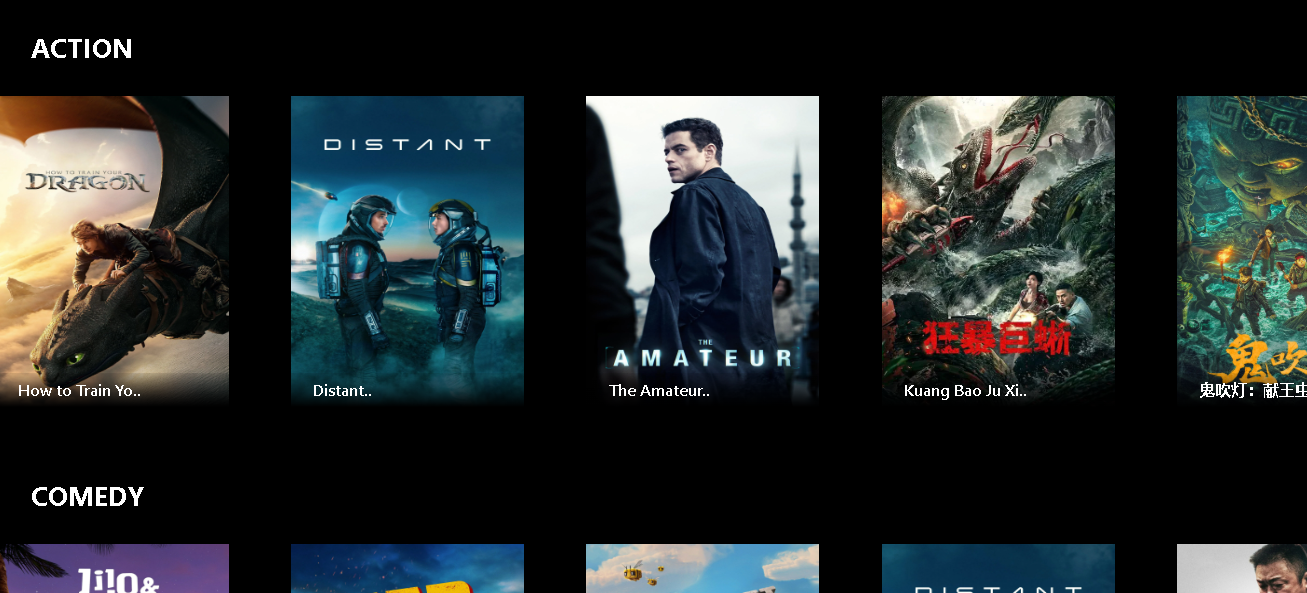 ACTION
HOW TO TRAIN YOUR
DRAGON
How to Train Yo..
DISTANT
Distant..
THE
AMATEUR
The Amateur..
狂暴巨蜥
Kuang Bao Ju Xi..
鬼吹
鬼吹灯：献王虫
COMEDY
Lilo &
DISTANT